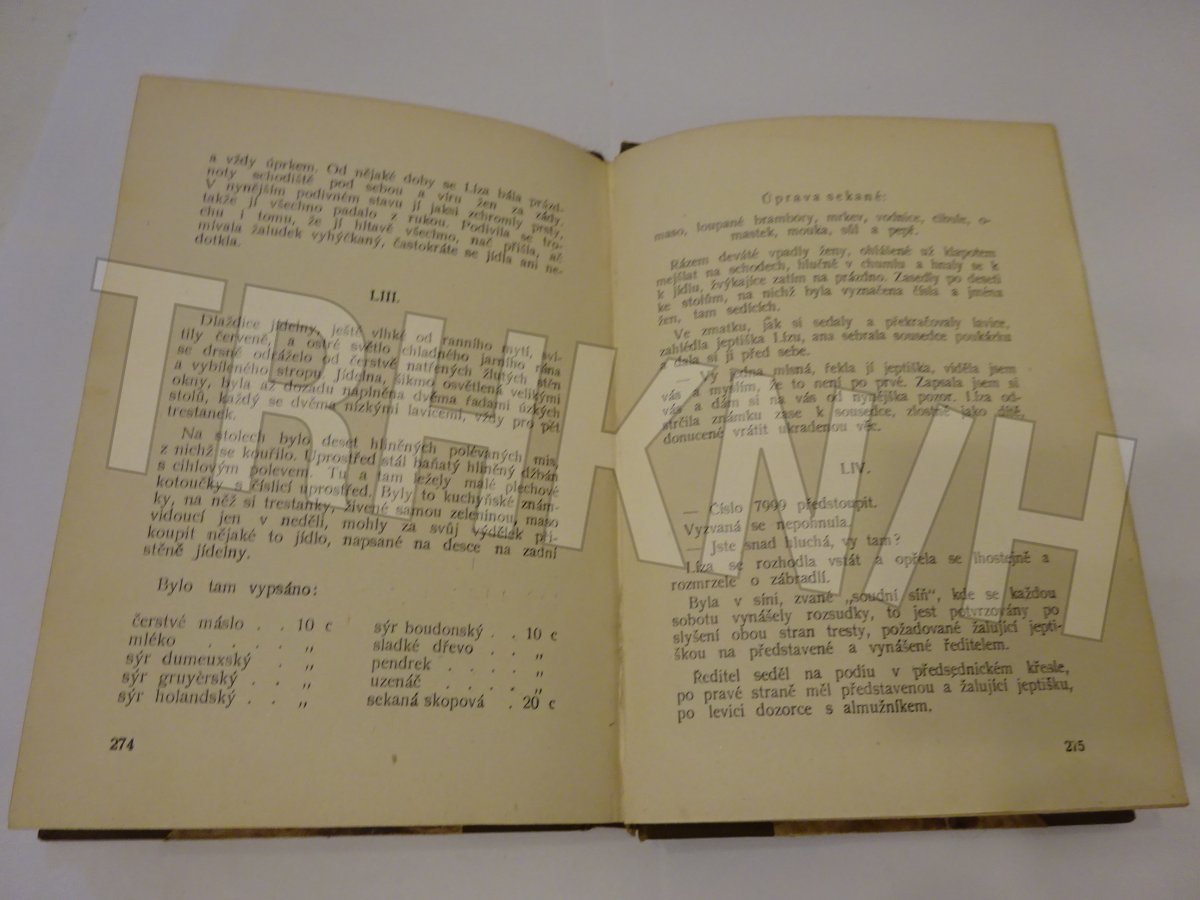 a vždy úprkem. Od nějaké doby se Líza bála prázd-
noty schodiště pod sebou a víru žen za zády.
V nynějším podivném stavu jí jaksi zchromly prsty,
takže jí všechno padalo z rukou. Podivila se tro-
chu i tomu, že jí hltavě všechno, nač přišla, ač
mívala žaludek vyhýčkaný, častokráte se jídla ani ne-
dotkla.
LIII.
Dlaždice jídelny, ještě vlhké od ranního mytí, svi-
tily červeně, a ostré světlo chladného jarního rána
se drsně odráželo od čerstvě natřených žlutých stěn
a vybíleného stropu. Jídelna, šikmo osvětlená velikými
okny, byla až dozadu naplněna dvěma řadami úzkých
stolů, každý se dvěma nízkými lavicemi, vždy pro pět
trestanek.
Na stolech bylo deset hliněných polévaných mis,
z nichž se kouřilo. Uprostřed stál baňatý hliněný džbán
s cihlovým polevem. Tu a tam ležely malé plechové
kotoučky s číslicí uprostřed. Byly to kuchyňské znám-
ky, na něž si trestanky, živené samou zeleninou, maso
vidoucí jen v neděli, mohly za svůj výdělek při-
koupit nějaké to jídlo, napsané na desce na zadní
stěně jídelny.
Bylo tam vypsáno:
čerstvé máslo . . 10 c
mléko . . . . . „
sýr dumeuxský . „
sýr gruyèrský . . „
sýr holandský . . „
sýr boudonský . . 10 c
sladké dřevo . . „
pendrek . . . . „
uzenáč . . . . „
sekaná skopová . 20 c
274
Úprava sekané:
maso, loupané brambory, mrkev, vodnice, cibule, o-
mastek, mouka, sůl a pepř.
Rázem deváté vpadly ženy, ohlášené už klapotem
na schodech, hlučně v chumlu a hnaly se k
k jídlu, žvýkajíce zatím na prázdno. Zasedly po deseti
ke stolům, na nichž byla vyznačena čísla a jména
žen, tam sedících.
Ve zmatku, jak si sedaly a překračovaly lavice,
zahlédla jeptiška Lízu, ana sebrala sousedce poukázku
a dala si ji před sebe.
— Vy jedna mlsná, řekla jí jeptiška, viděla jsem
vás a myslím, že to není po prvé. Zapsala jsem si
vás a dám si na vás od nynějška pozor. Líza od-
strčila známku zase k sousedce, zlostně jako dítě,
donucené vrátit ukradenou věc.
LIV.
— Číslo 7999 předstoupit.
Vyzvaná se nepohnula.
— Jste snad hluchá, vy tam?
Líza se rozhodla vstát a opřela se lhostejně a
rozmrzele o zábradlí.
Byla v síni, zvané „soudní síň“, kde se každou
sobotu vynášely rozsudky, to jest potvrzovány po
slyšení obou stran tresty, požadované žalující jepti-
škou na představené a vynášené ředitelem.
Ředitel seděl na podiu v předsednickém křesle,
po pravé straně měl představenou a žalující jeptišku,
po levici dozorce s almužníkem.
275
TRHKNIH